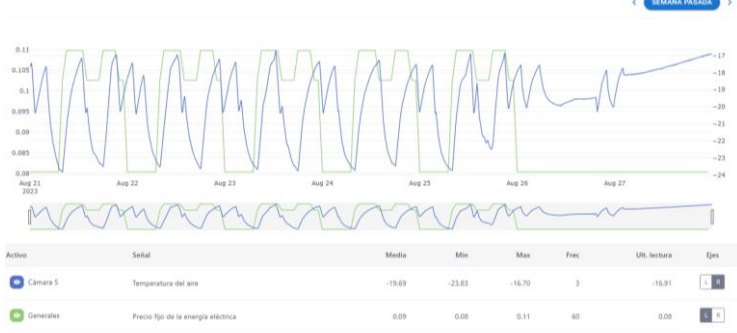 SEMANA PASADA
0.11
0.105
0.1
0.095
0.09
0.085
0.08
-17
-18
-19
-20
-21
-22
-23
-24
Aug 21
2023
Aug 22
Aug 23
Aug 24
Aug 25
Aug 26
Aug 27
Activo Señal Media Min Max Frec Ult. lectura Ejes
Cámara 5 Temperatura del aire -19.69 -23.83 -16.70 3 -16.91 L R
Generales Precio fijo de la energía eléctrica 0.09 0.08 0.11 60 0.08 L R